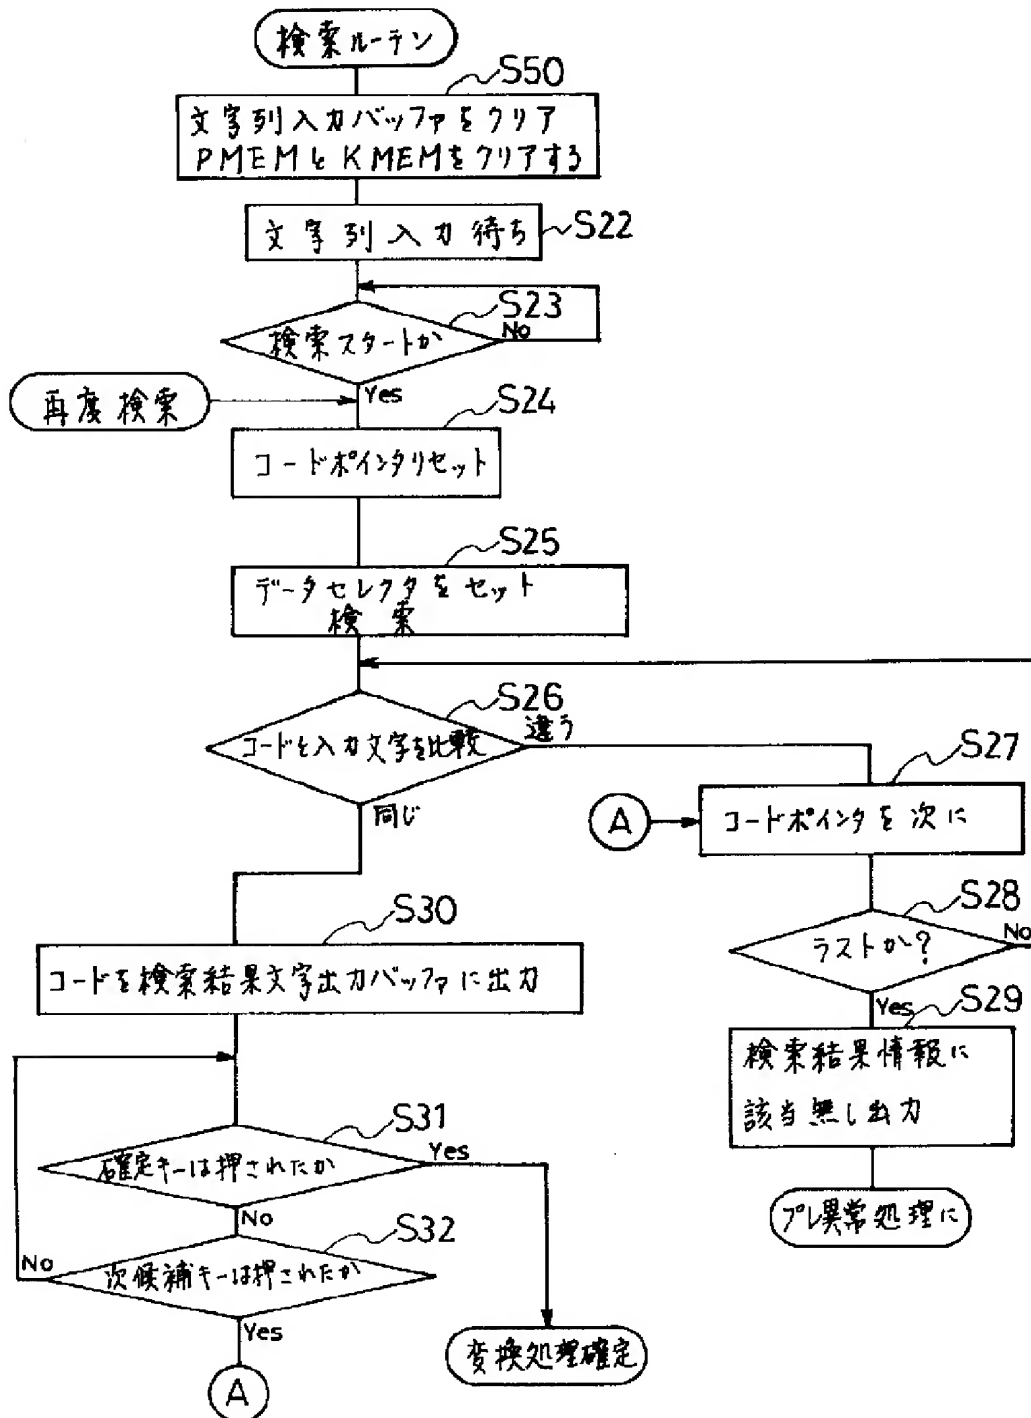 検索ルーチン
S50
文字列入力バッファをクリア
PMEMとKMEMをクリアする
文字列入力待ち
S22
S23
検索スタートか
No
Yes
再度検索
S24
コードポインタリセット
S25
データセレクタをセット
検索
S26
コードと入力文字を比較
違う
同じ
S27
A
コードポインタを次に
S28
ラストか?
No
Yes
S29
検索結果情報に
該当無し出力
プレ異常処理に
S30
コードを検索結果文字出力バッファに出力
S31
確定キーは押されたか
Yes
No
S32
次候補キーは押されたか
No
Yes
A
変換処理確定